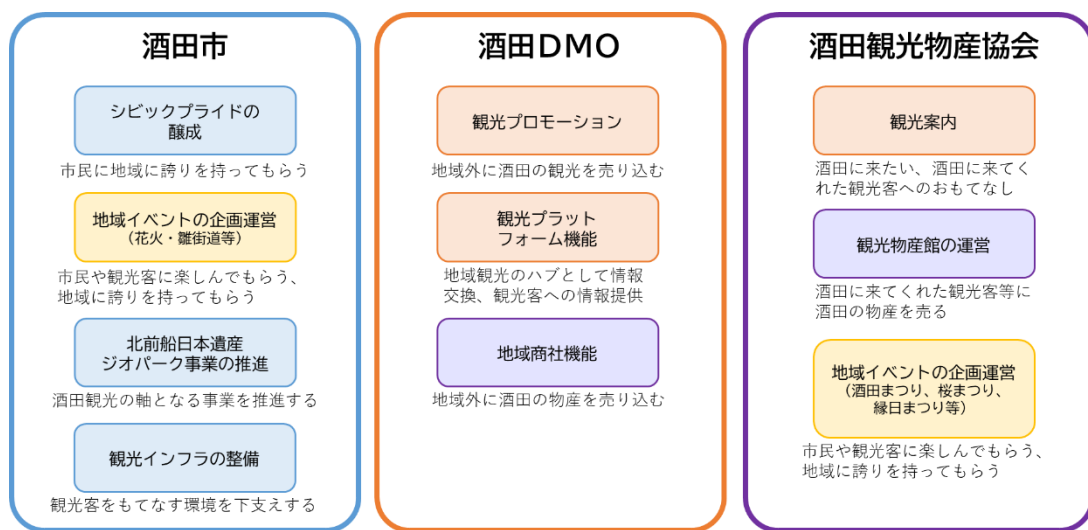 酒田市
シビックプライドの
醸成
市民に地域に誇りを持ってもらう
地域イベントの企画運営
（花火・雛街道等）
市民や観光客に楽しんでもらう、
地域に誇りを持ってもらう
北前船日本遺産
ジオパーク事業の推進
酒田観光の軸となる事業を推進する
観光インフラの整備
観光客をもてなす環境を下支えする
酒田DMO
観光プロモーション
地域外に酒田の観光を売り込む
観光プラット
フォーム機能
地域観光のハブとして情報
交換、観光客への情報提供
地域商社機能
地域外に酒田の物産を売り込む
酒田観光物産協会
観光案内
酒田に来たい、酒田に来てく
れた観光客へのおもてなし
観光物産館の運営
酒田に来てくれた観光客等に
酒田の物産を売る
地域イベントの企画運営
（酒田まつり、桜まつり、
縁日まつり等）
市民や観光客に楽しんでもらう、
地域に誇りを持ってもらう